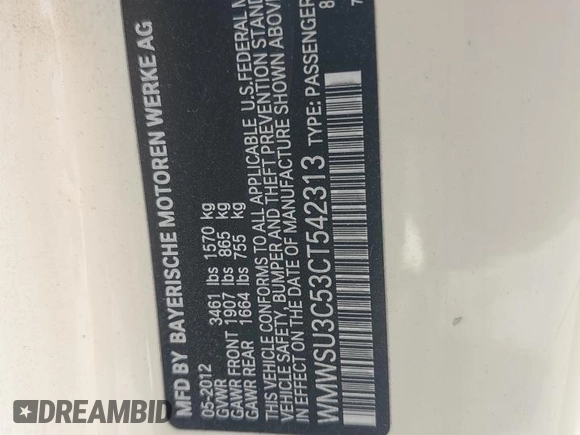 MFD BY BAYERISCHE MOTOREN WERKE AG
05-2012
GVWR 3461 lbs 1570 kg
GAWR FRONT 1907 lbs 865 kg
GAWR REAR 1664 lbs 755 kg
THIS VEHICLE CONFORMS TO ALL APPLICABLE U.S.FEDERAL M
VEHICLE SAFETY, BUMPER AND THEFT PREVENTION STAND
IN EFFECT ON THE DATE OF MANUFACTURE SHOWN ABOVE
WMWSU3C53CT542313 TYPE: PASSENGER
DREAMBID